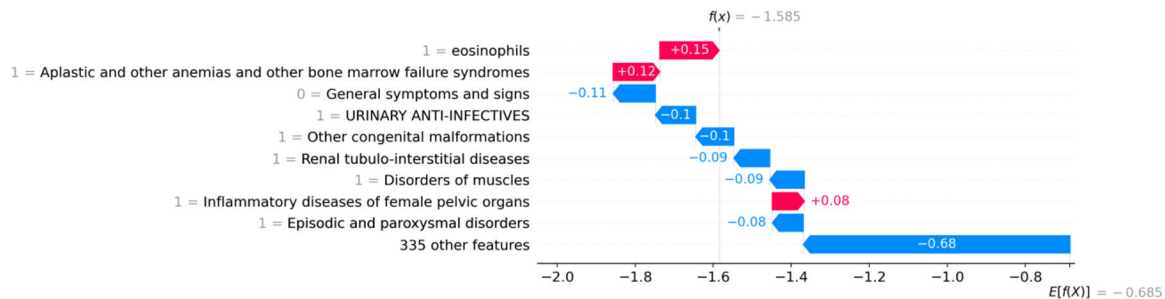 f(x) = −1.585
1 = eosinophils
+0.15
1 = Aplastic and other anemias and other bone marrow failure syndromes
+0.12
0 = General symptoms and signs
−0.11
1 = URINARY ANTI-INFECTIVES
−0.1
1 = Other congenital malformations
−0.1
1 = Renal tubulo-interstitial diseases
−0.09
1 = Disorders of muscles
−0.09
1 = Inflammatory diseases of female pelvic organs
+0.08
1 = Episodic and paroxysmal disorders
−0.08
335 other features
−0.68
−2.0 −1.8 −1.6 −1.4 −1.2 −1.0 −0.8
E[f(X)] = −0.685